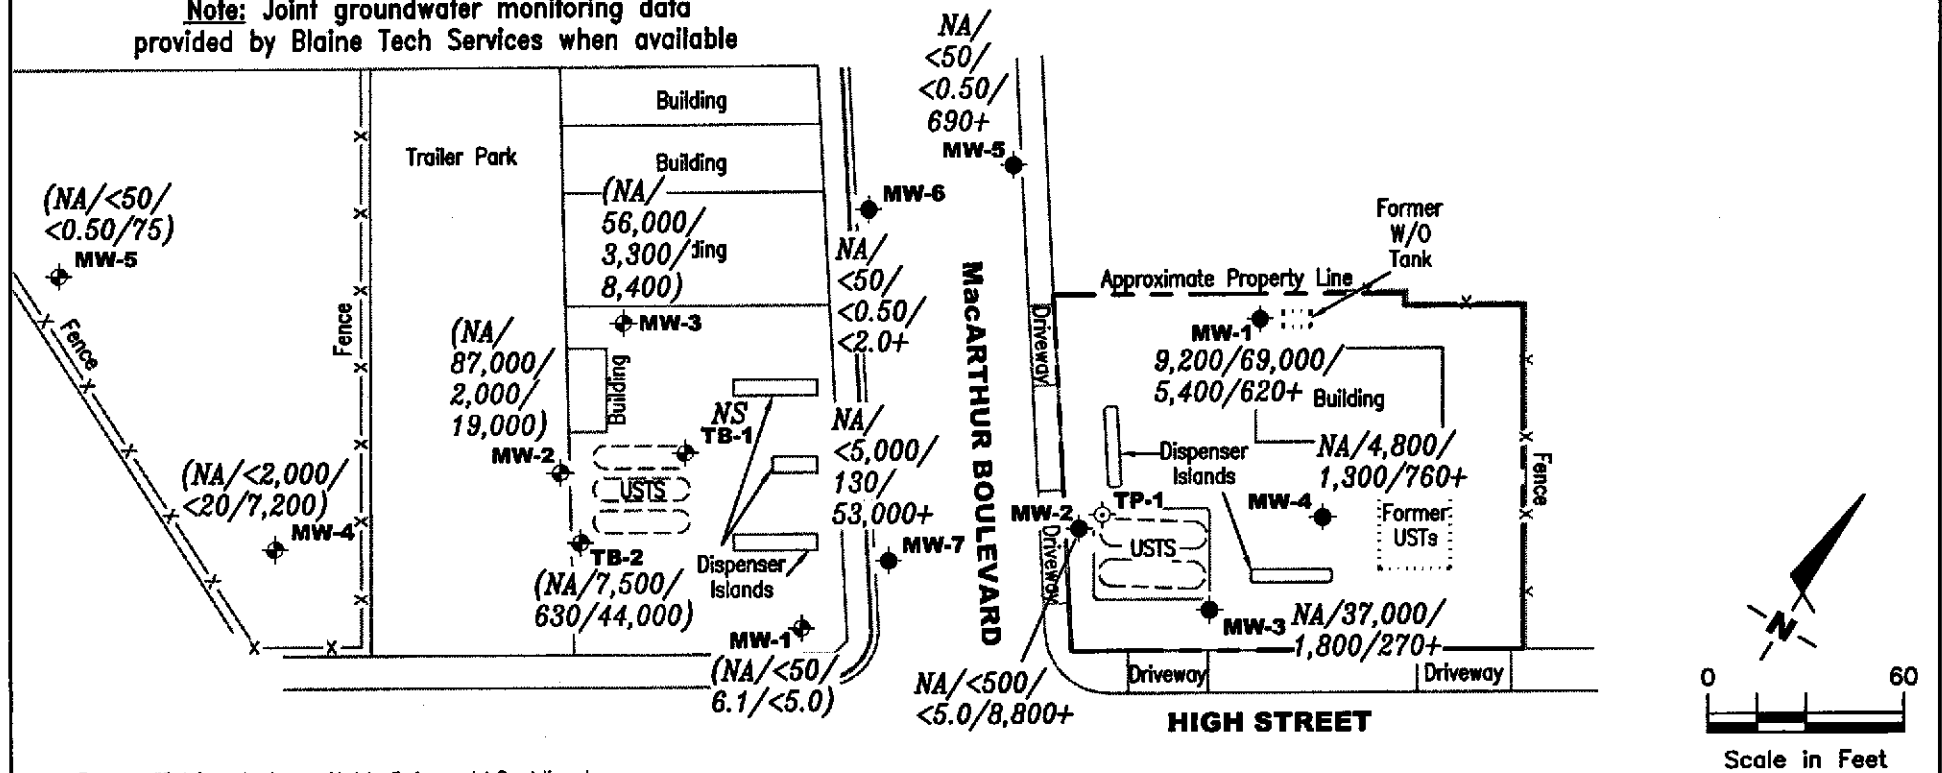 Note: Joint groundwater monitoring data
provided by Blaine Tech Services when available
NA/
<50/
<0.50/
690+
MW-5
Building
Trailer Park
Building
(NA/<50/
<0.50/75)
MW-5
(NA/
56,000/
3,300/
8,400)
ding
MW-6
NA/
<50/
<0.50/
<2.0+
Former
W/O
Tank
Approximate Property Line
MW-1
9,200/69,000/
5,400/620+
Building
Fence
Fence
MW-3
(NA/
87,000/
2,000/
19,000)
MW-2
Building
NS
TB-1
USTS
NA/
<5,000/
130/
53,000+
MW-7
MacARTHUR BOULEVARD
Driveway
Dispenser
Islands
NA/4,800/
1,300/760+
MW-4
Former
USTs
Fence
(NA/<2,000/
<20/7,200)
MW-4
TB-2
(NA/7,500/
630/44,000)
Dispenser
Islands
MW-2
TP-1
USTS
Driveway
MW-1
(NA/<50/
6.1/<5.0)
MW-3
NA/37,000/
1,800/270+
NA/<500/
<5.0/8,800+
Driveway
Driveway
HIGH STREET
N
0 60
Scale in Feet